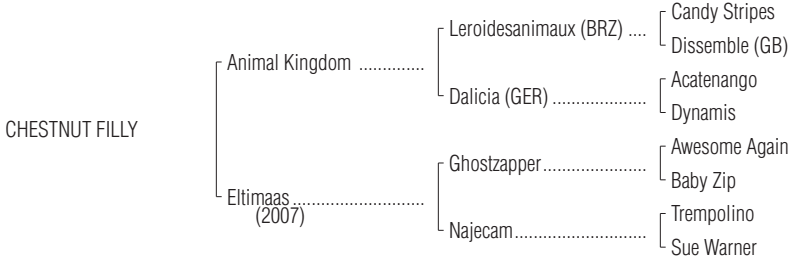 Candy Stripes
Leroidesanimaux (BRZ) ....
Dissemble (GB)
Animal Kingdom ..............
Acatenango
Dalicia (GER) .....................
Dynamis
CHESTNUT FILLY
Awesome Again
Ghostzapper.......................
Baby Zip
Eltimaas ............................
(2007)
Trempolino
Najecam.............................
Sue Warner